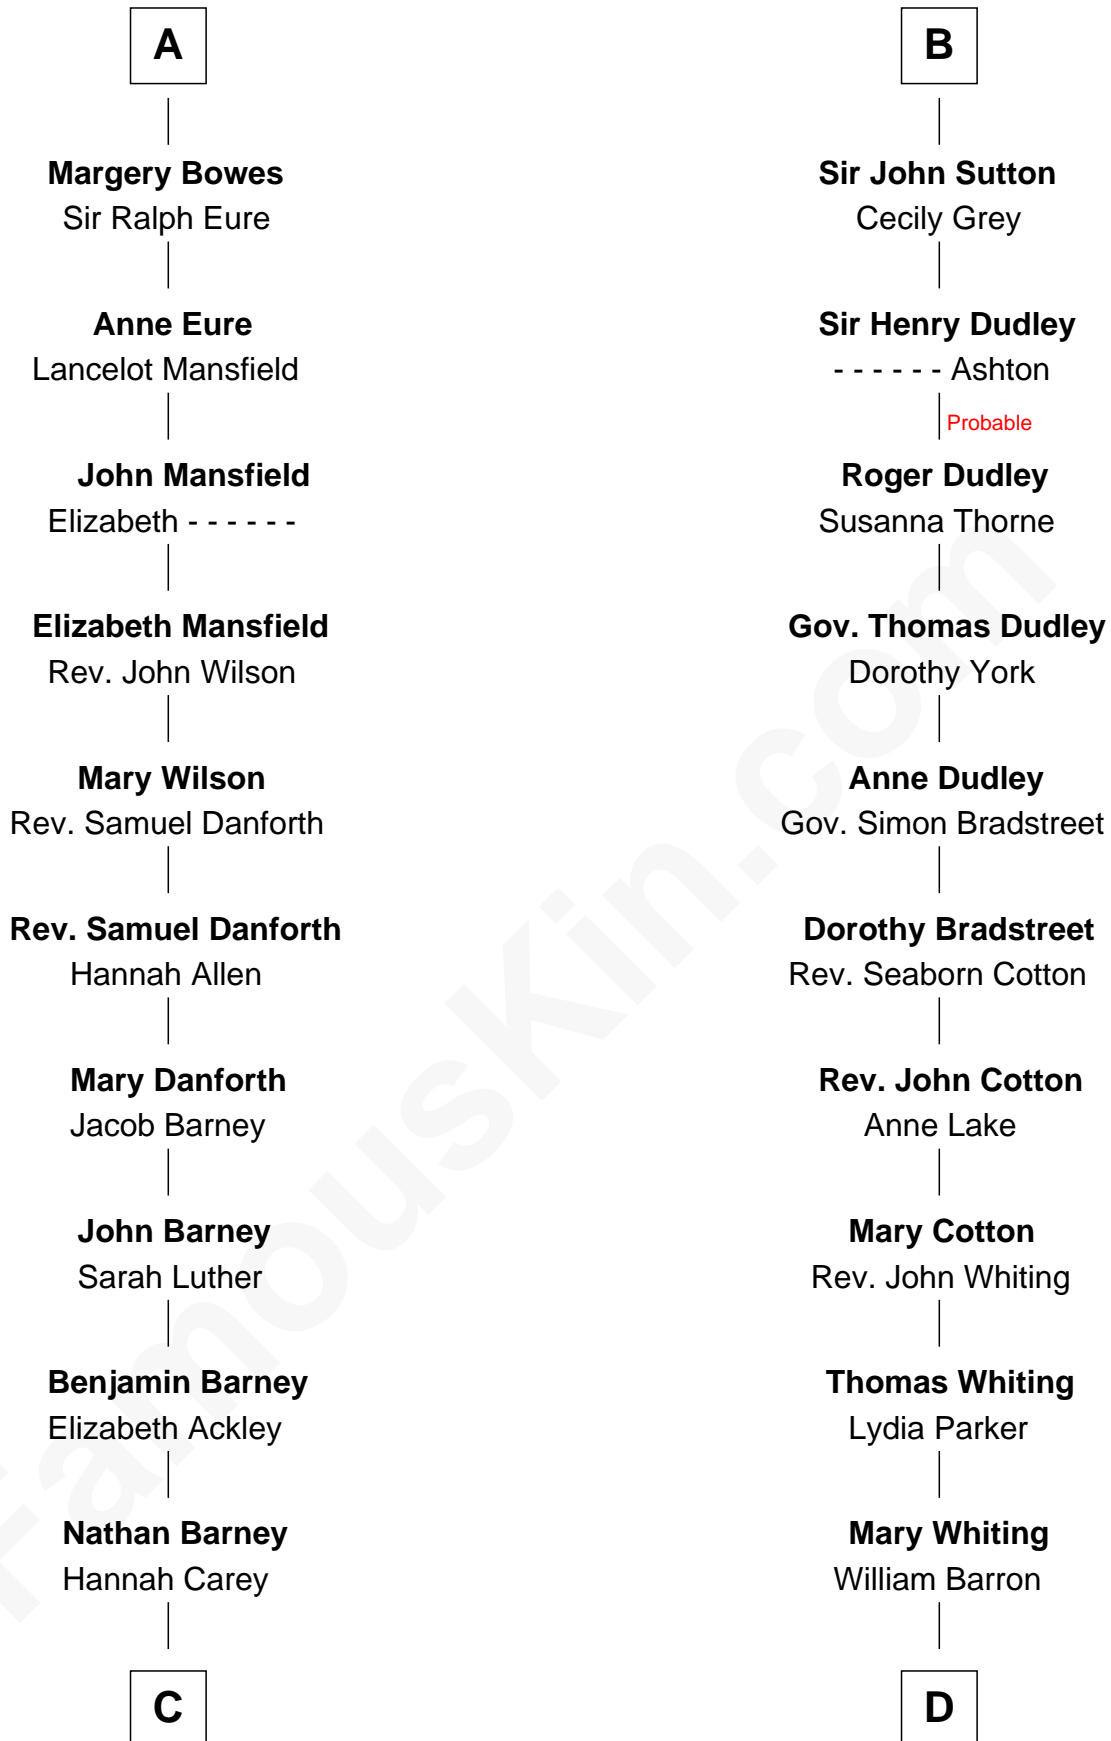 A
Margery Bowes
Sir Ralph Eure
Anne Eure
Lancelot Mansfield
John Mansfield
Elizabeth - - - - - -
Elizabeth Mansfield
Rev. John Wilson
Mary Wilson
Rev. Samuel Danforth
Rev. Samuel Danforth
Hannah Allen
Mary Danforth
Jacob Barney
John Barney
Sarah Luther
Benjamin Barney
Elizabeth Ackley
Nathan Barney
Hannah Carey
C
B
Sir John Sutton
Cecily Grey
Sir Henry Dudley
- - - - - - Ashton
Probable
Roger Dudley
Susanna Thorne
Gov. Thomas Dudley
Dorothy York
Anne Dudley
Gov. Simon Bradstreet
Dorothy Bradstreet
Rev. Seaborn Cotton
Rev. John Cotton
Anne Lake
Mary Cotton
Rev. John Whiting
Thomas Whiting
Lydia Parker
Mary Whiting
William Barron
D
FamousKin.com